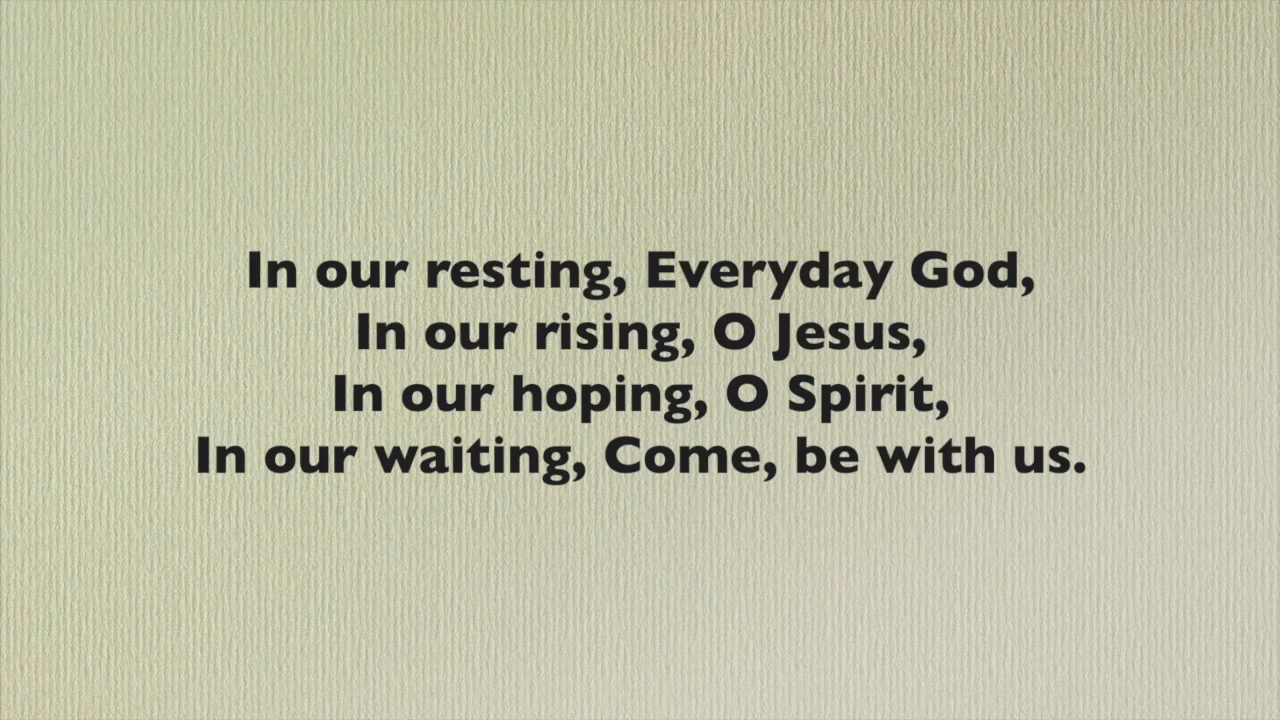 In our resting, Everyday God,
In our rising, O Jesus,
In our hoping, O Spirit,
In our waiting, Come, be with us.